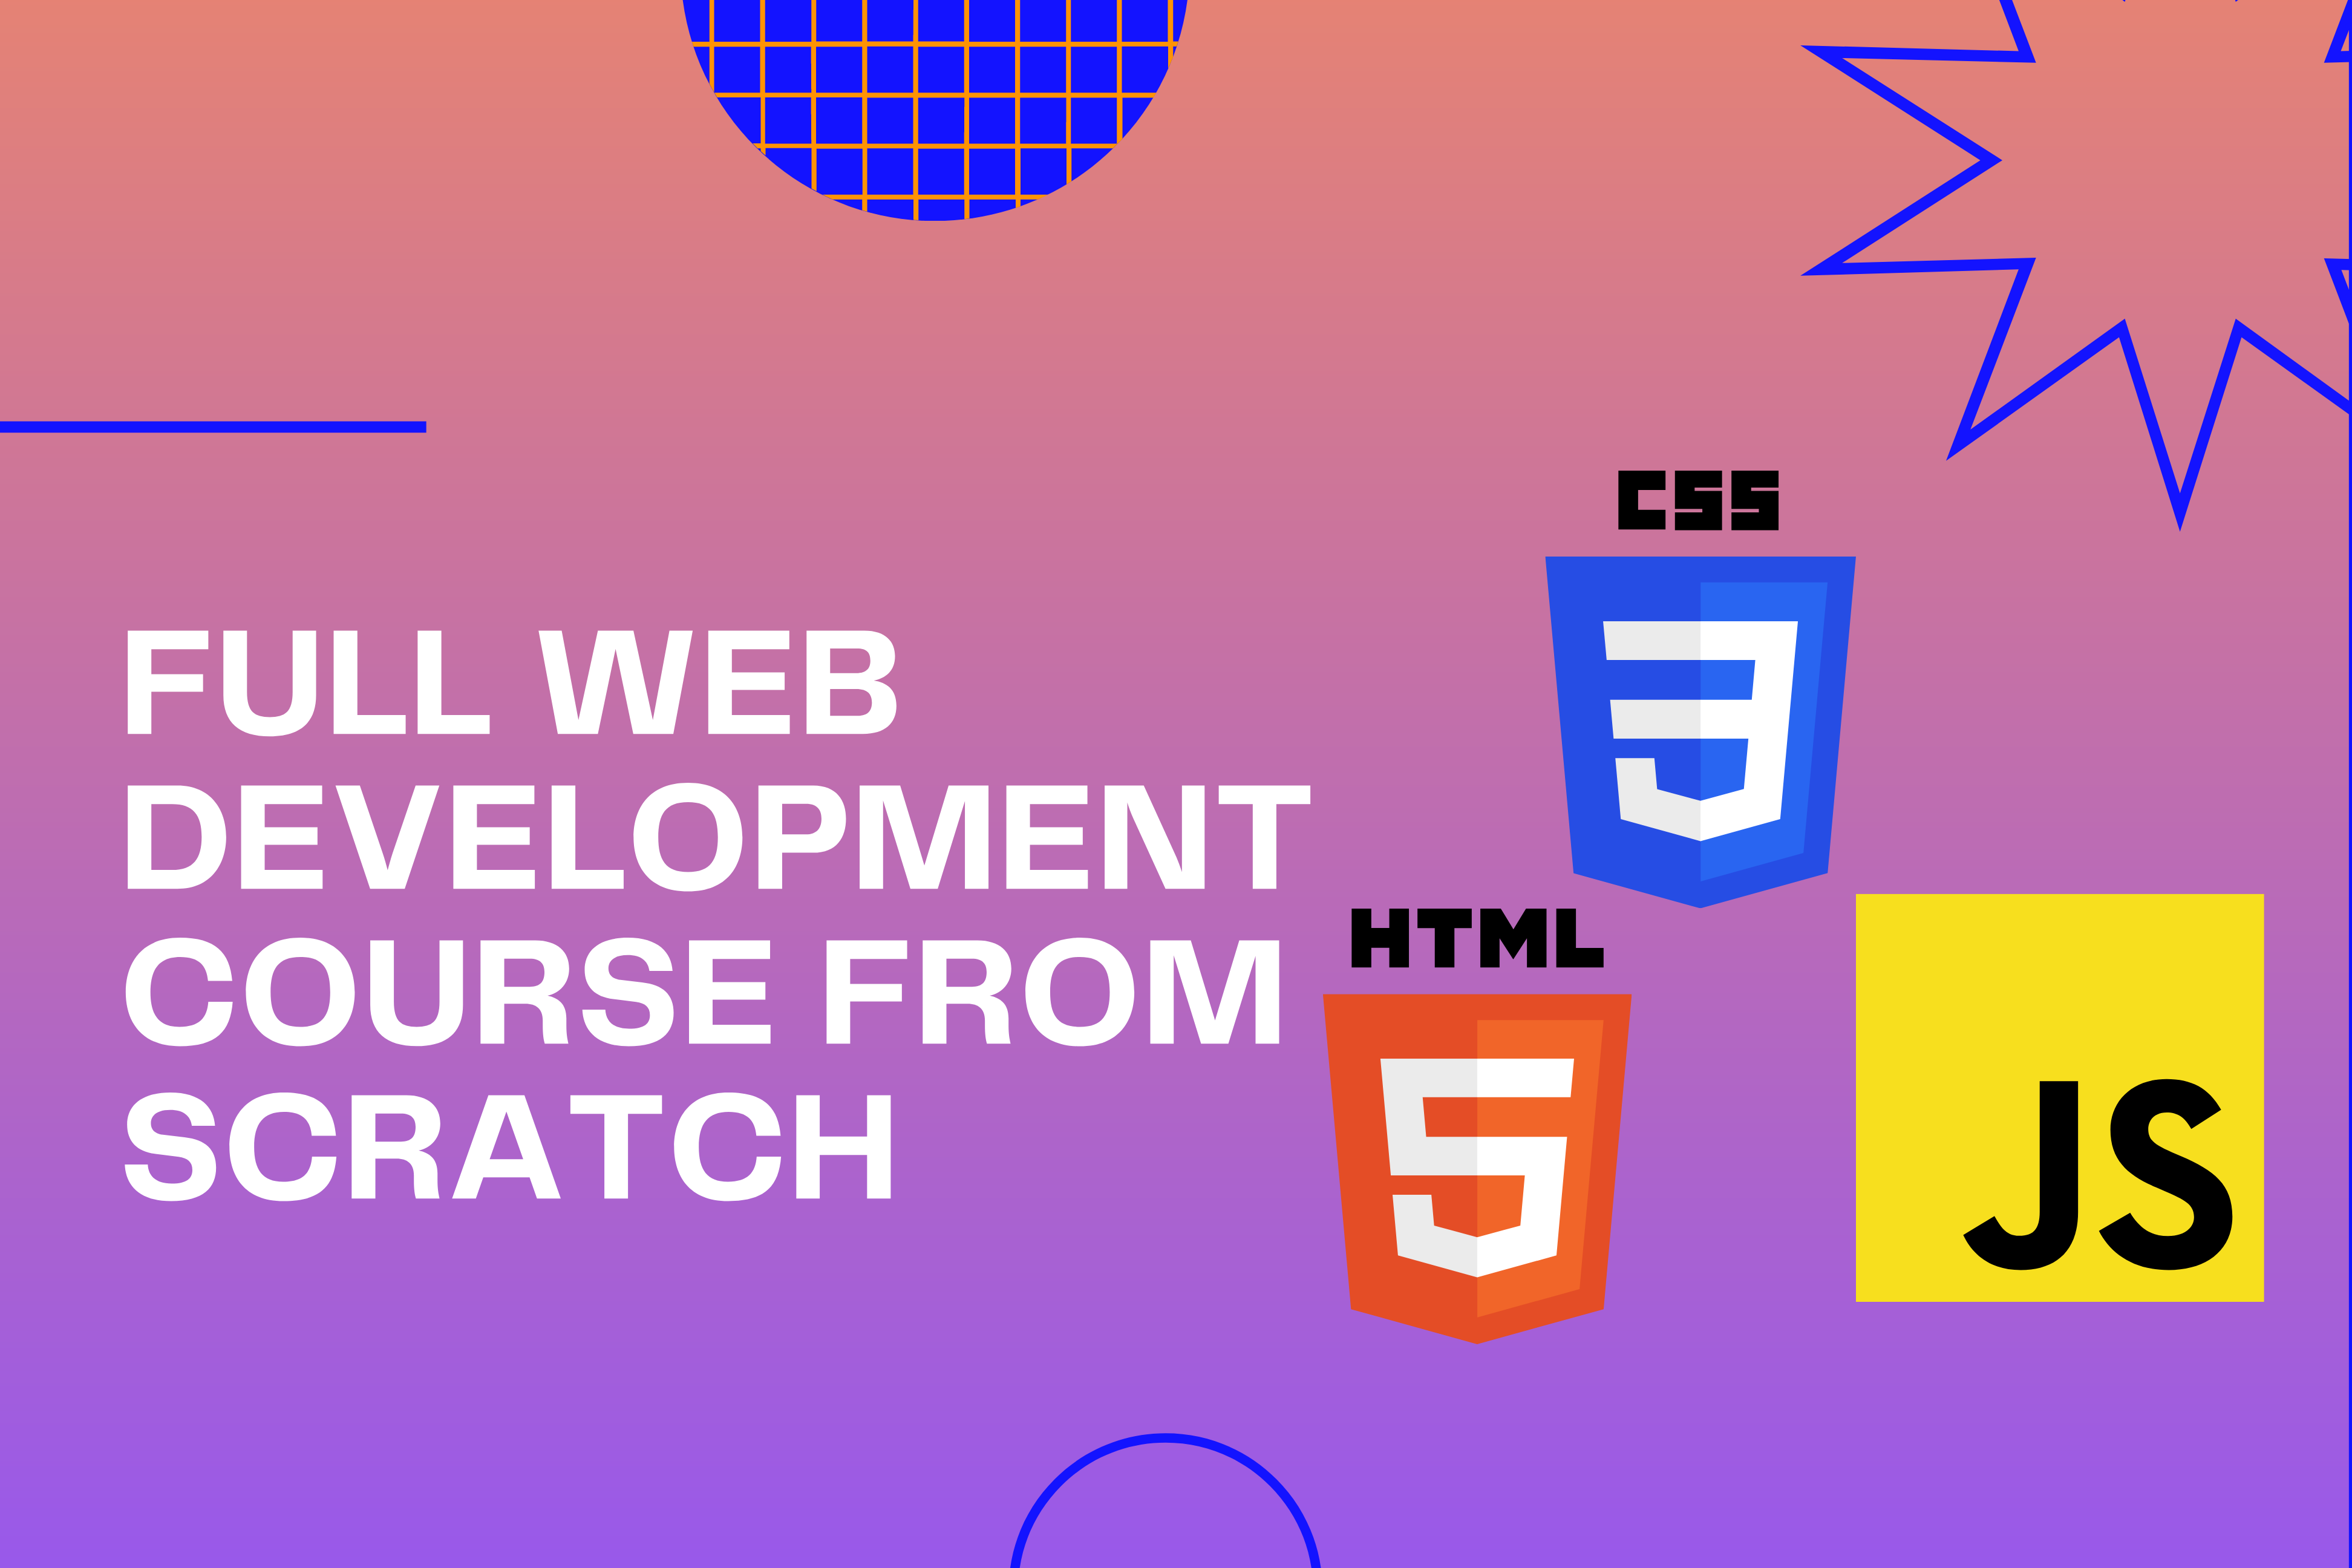 FULL WEB
DEVELOPMENT
COURSE FROM
SCRATCH
CSS
3
HTML
5
JS